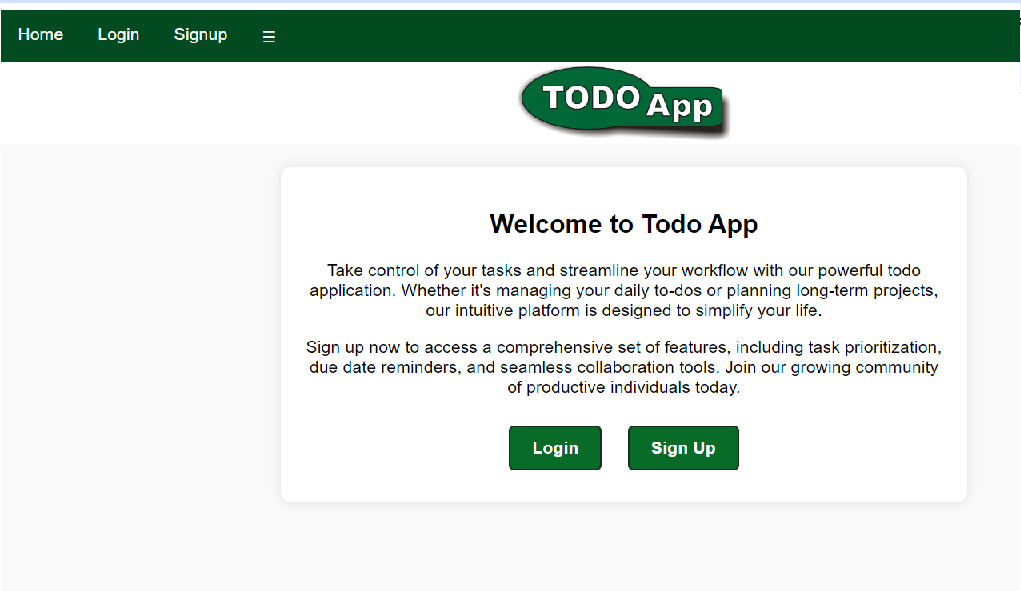 Home Login Signup ☰
TODO App
Welcome to Todo App
Take control of your tasks and streamline your workflow with our powerful todo
application. Whether it's managing your daily to-dos or planning long-term projects,
our intuitive platform is designed to simplify your life.
Sign up now to access a comprehensive set of features, including task prioritization,
due date reminders, and seamless collaboration tools. Join our growing community
of productive individuals today.
Login Sign Up